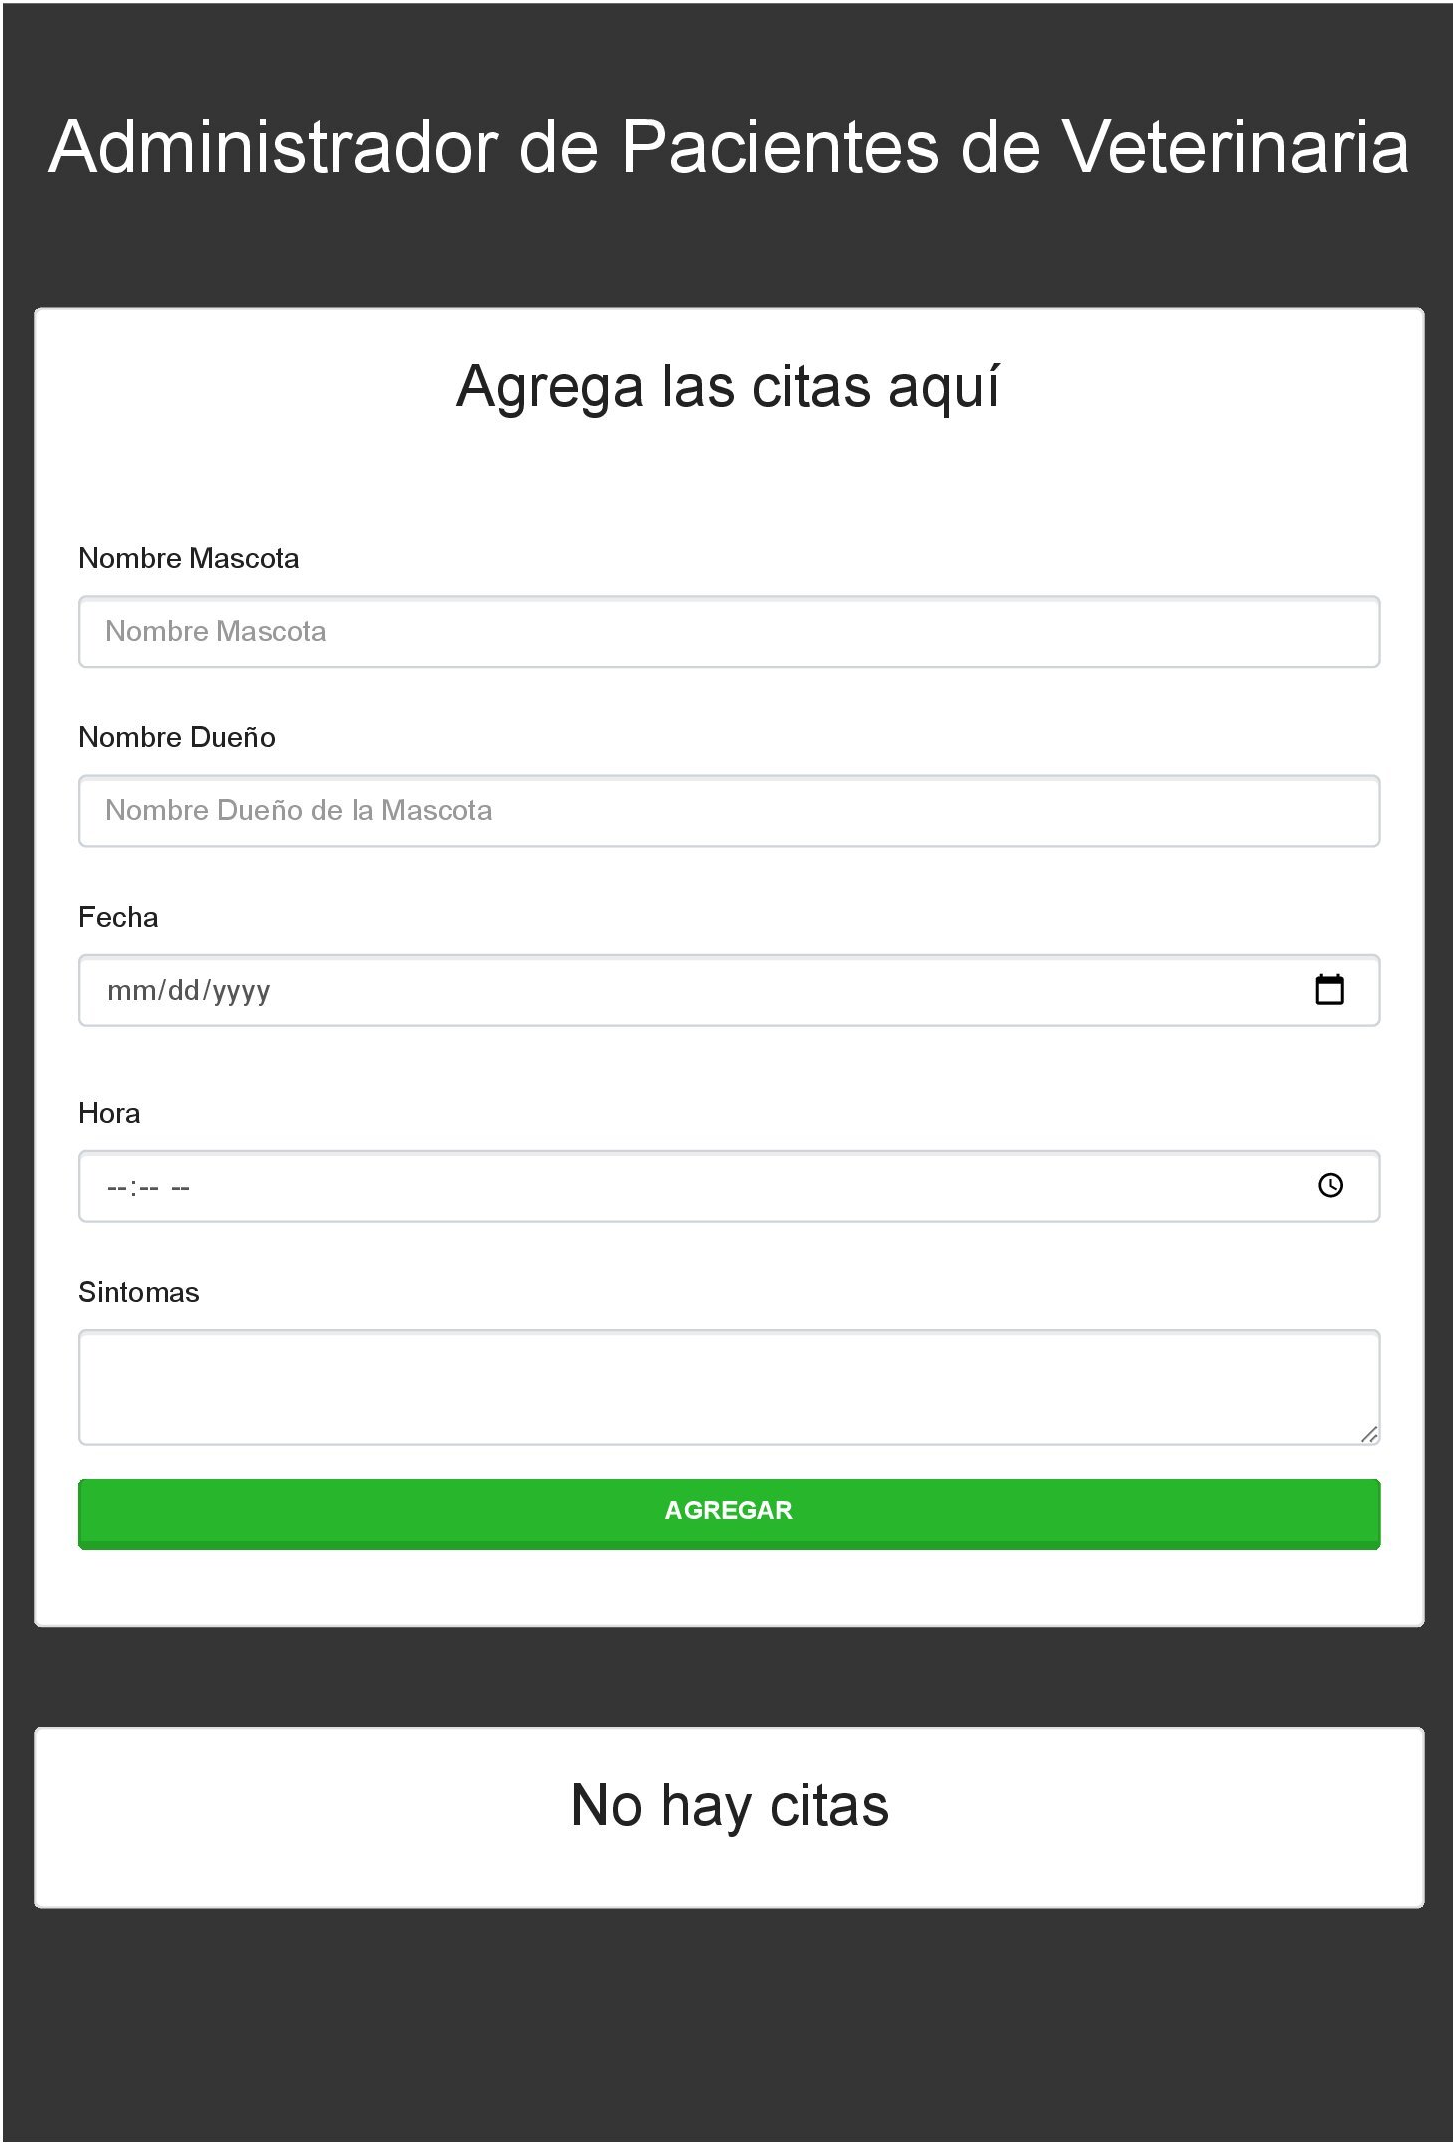 Administrador de Pacientes de Veterinaria
Agrega las citas aquí
Nombre Mascota
Nombre Mascota
Nombre Dueño
Nombre Dueño de la Mascota
Fecha
mm/dd/yyyy
Hora
--:-- --
Sintomas
AGREGAR
No hay citas